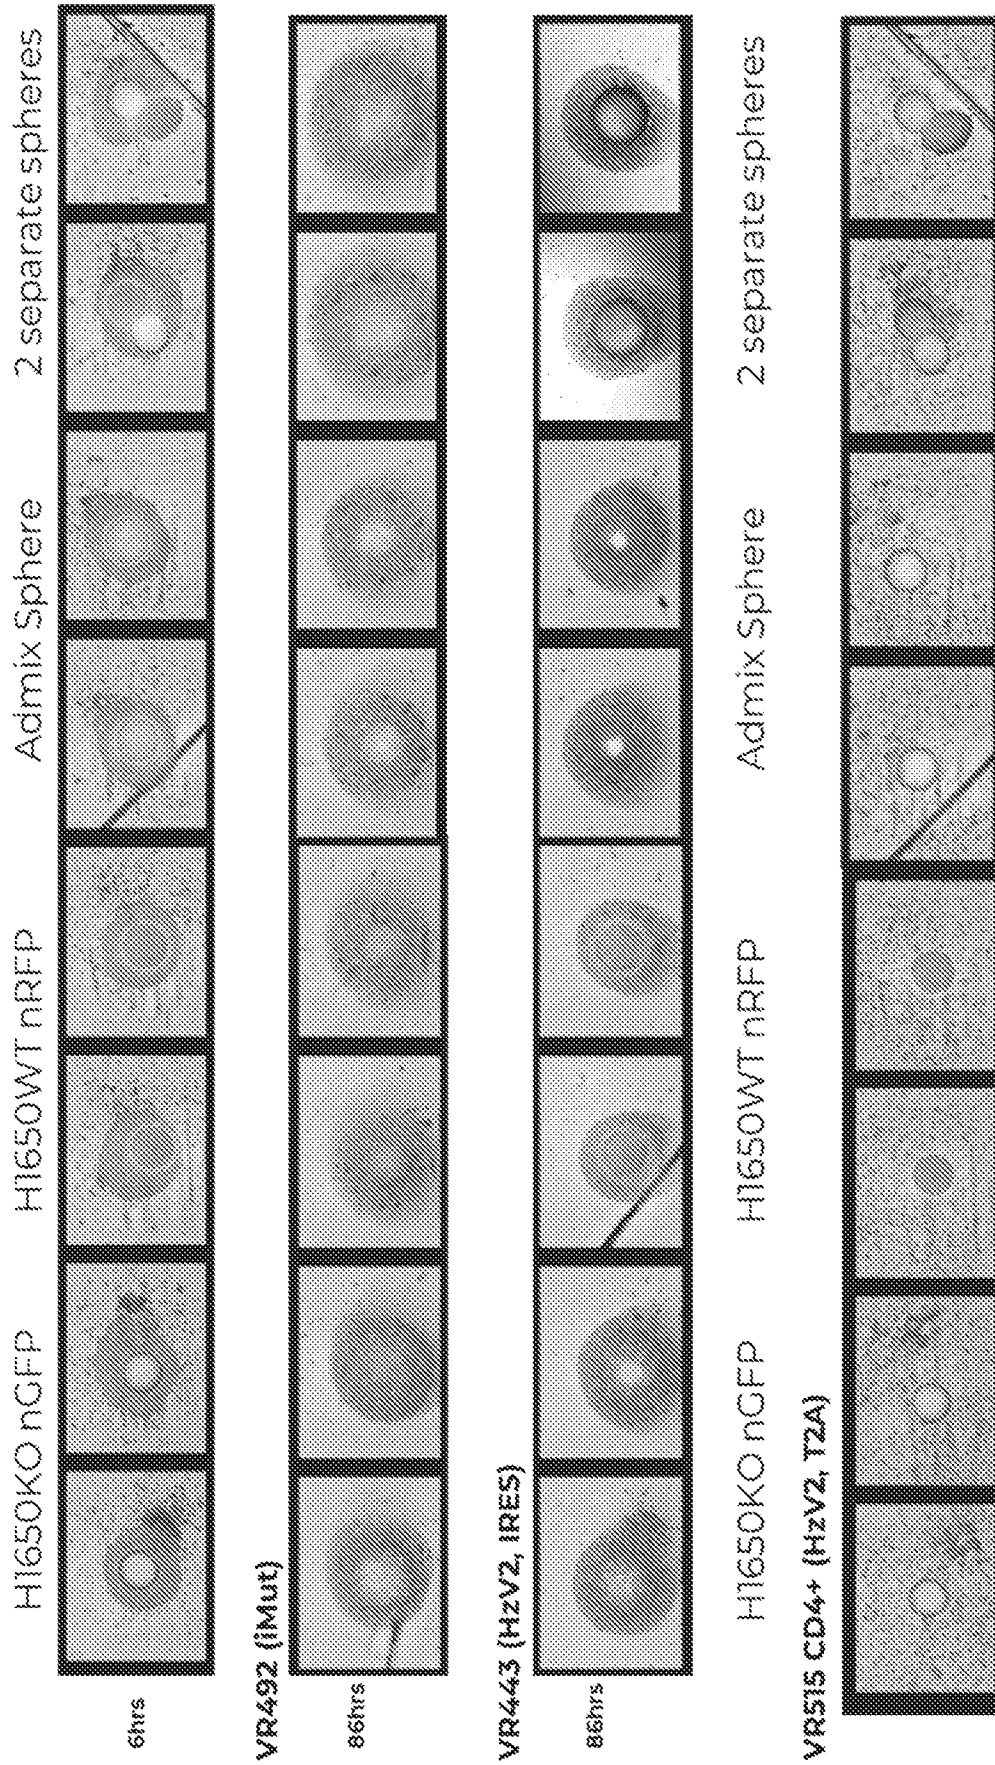 H1650KO nGFP H1650WT nRFP Admix Sphere 2 separate spheres
6hrs
VR492 (iMut)
86hrs
VR443 (HzV2, IRES)
86hrs
H1650KO nGFP H1650WT nRFP Admix Sphere 2 separate spheres
VR515 CD4+ (HzV2, T2A)